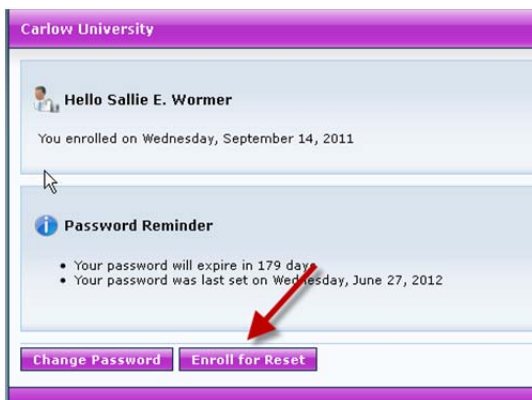 Carlow University
Hello Sallie E. Wormer
You enrolled on Wednesday, September 14, 2011
Password Reminder
• Your password will expire in 179 days
• Your password was last set on Wednesday, June 27, 2012
Change Password
Enroll for Reset